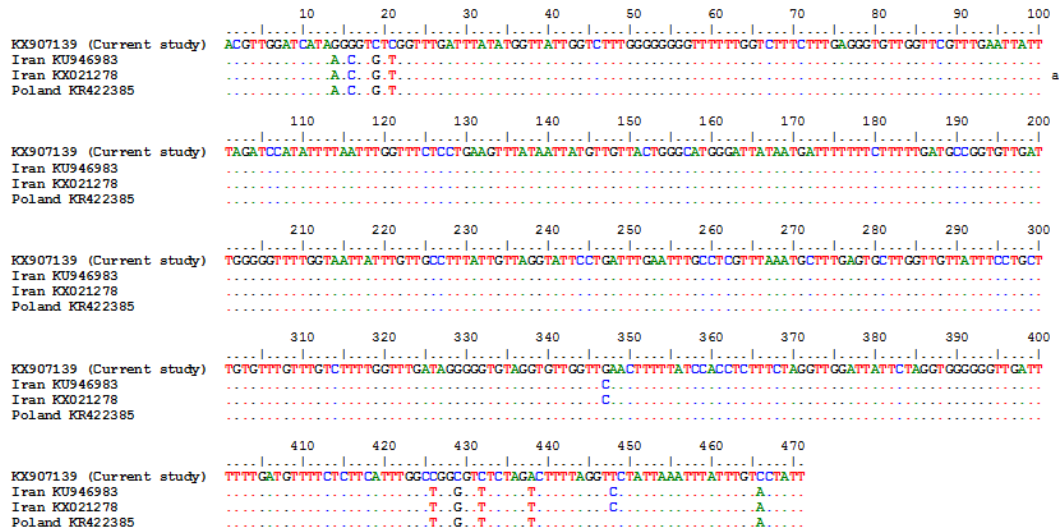 10 20 30 40 50 60 70 80 90 100
KX907139 (Current study) ACGTTGGATCATAGGGGTCTCGGTTTGATTTATATGGTTATTGGTCTTTGGGGGGGGTTTTTTGGTCTTTCTTTGAGGGTGTTGGTTCGTTTGAATTATT
Iran KU946983 A C G T
Iran KX021278 A C G T a
Poland KR422385 A C G T
110 120 130 140 150 160 170 180 190 200
KX907139 (Current study) TAGATCCATATTTTAATTTGGTTTCTCCTGAAGTTTATAATTATGTTGTTACTGGGCATGGGATTATAATGATTTTTTTCTTTTTGATGCCGGTGTTGAT
Iran KU946983
Iran KX021278
Poland KR422385
210 220 230 240 250 260 270 280 290 300
KX907139 (Current study) TGGGGGTTTTGGTAATTATTTGTTGCCTTTATTGTTAGGTATTCCTGATTTGAATTTGCCTCGTTTAAATGCTTTGAGTGCTTGGTTGTTATTTCCTGCT
Iran KU946983
Iran KX021278
Poland KR422385
310 320 330 340 350 360 370 380 390 400
KX907139 (Current study) TGTGTTTGTTTGTCTTTTGGTTTGATAGGGGGTGTAGGTGTTGGTTGAACTTTTTATCCACCTCTTTCTAGGTTGGATTATTCTAGGTGGGGGGTTGATT
Iran KU946983 C
Iran KX021278 C
Poland KR422385
410 420 430 440 450 460 470
KX907139 (Current study) TTTTGATGTTTTCTCTTCATTTGGCCGGCGTCTCTAGACTTTTAGGTTCTATTAAATTTATTTGTCCTATT
Iran KU946983 T G T T C A
Iran KX021278 T G T T C A
Poland KR422385 T G T T A